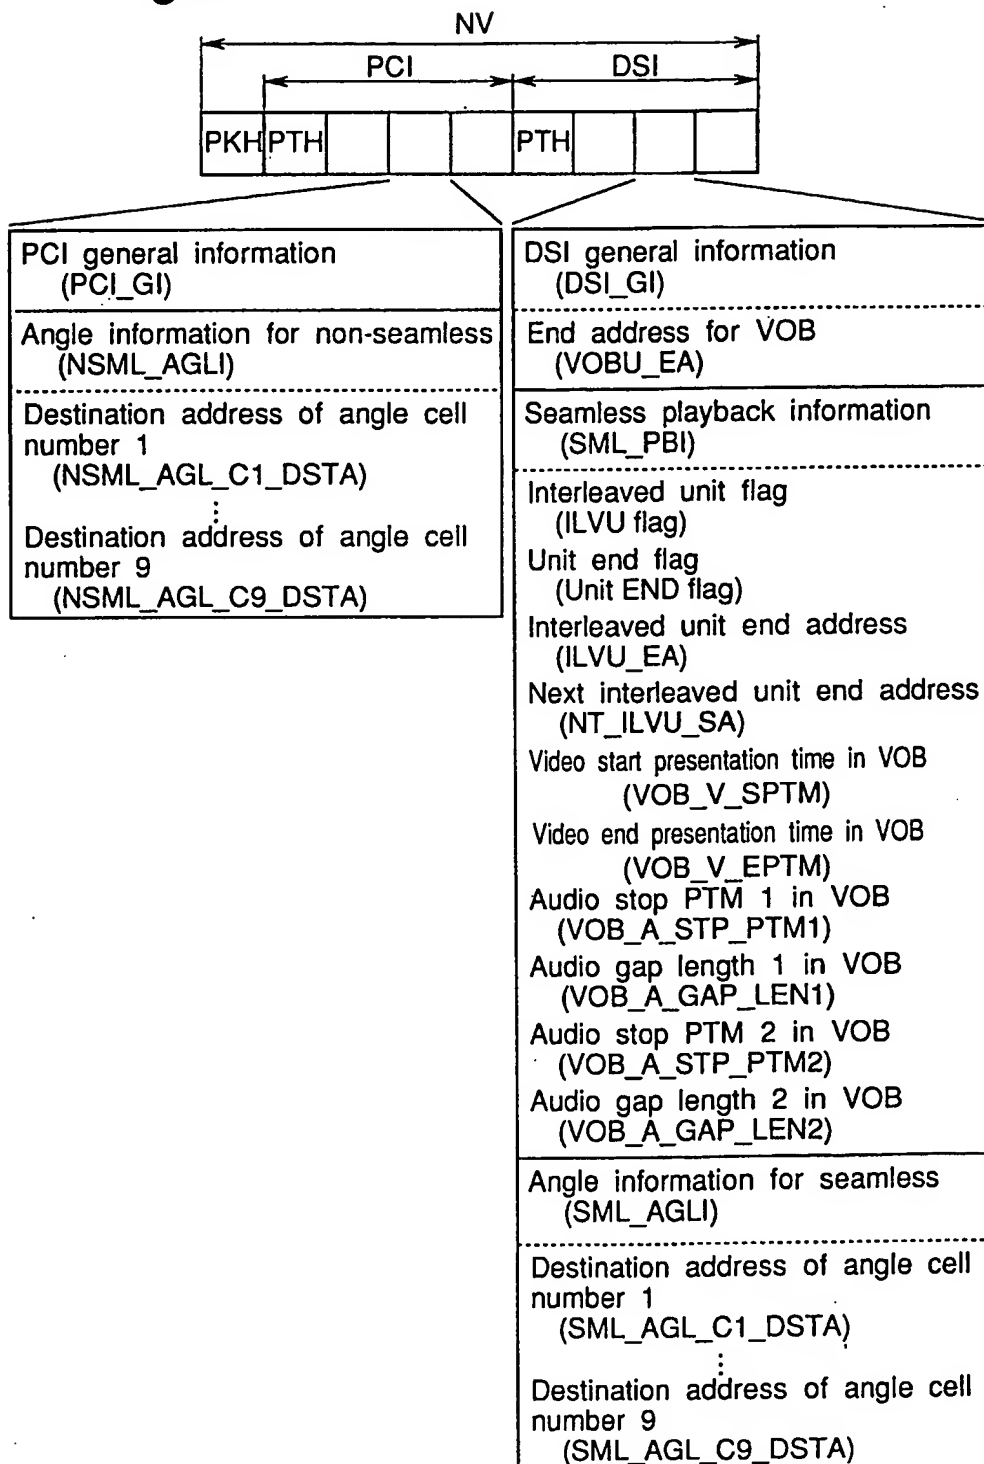 NV
PCI
DSI
PKH
PTH
PTH
PCI general information
(PCI_GI)
Angle information for non-seamless
(NSML_AGLI)
Destination address of angle cell
number 1
(NSML_AGL_C1_DSTA)
Destination address of angle cell
number 9
(NSML_AGL_C9_DSTA)
DSI general information
(DSI_GI)
End address for VOB
(VOBU_EA)
Seamless playback information
(SML_PBI)
Interleaved unit flag
(ILVU flag)
Unit end flag
(Unit END flag)
Interleaved unit end address
(ILVU_EA)
Next interleaved unit end address
(NT_ILVU_SA)
Video start presentation time in VOB
(VOB_V_SPTM)
Video end presentation time in VOB
(VOB_V_EPTM)
Audio stop PTM 1 in VOB
(VOB_A_STP_PTM1)
Audio gap length 1 in VOB
(VOB_A_GAP_LEN1)
Audio stop PTM 2 in VOB
(VOB_A_STP_PTM2)
Audio gap length 2 in VOB
(VOB_A_GAP_LEN2)
Angle information for seamless
(SML_AGLI)
Destination address of angle cell
number 1
(SML_AGL_C1_DSTA)
Destination address of angle cell
number 9
(SML_AGL_C9_DSTA)